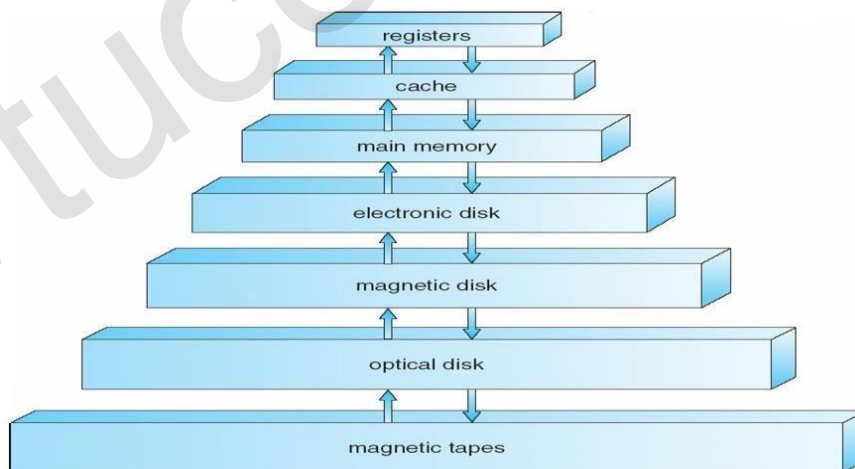 registers
cache
main memory
electronic disk
magnetic disk
optical disk
magnetic tapes